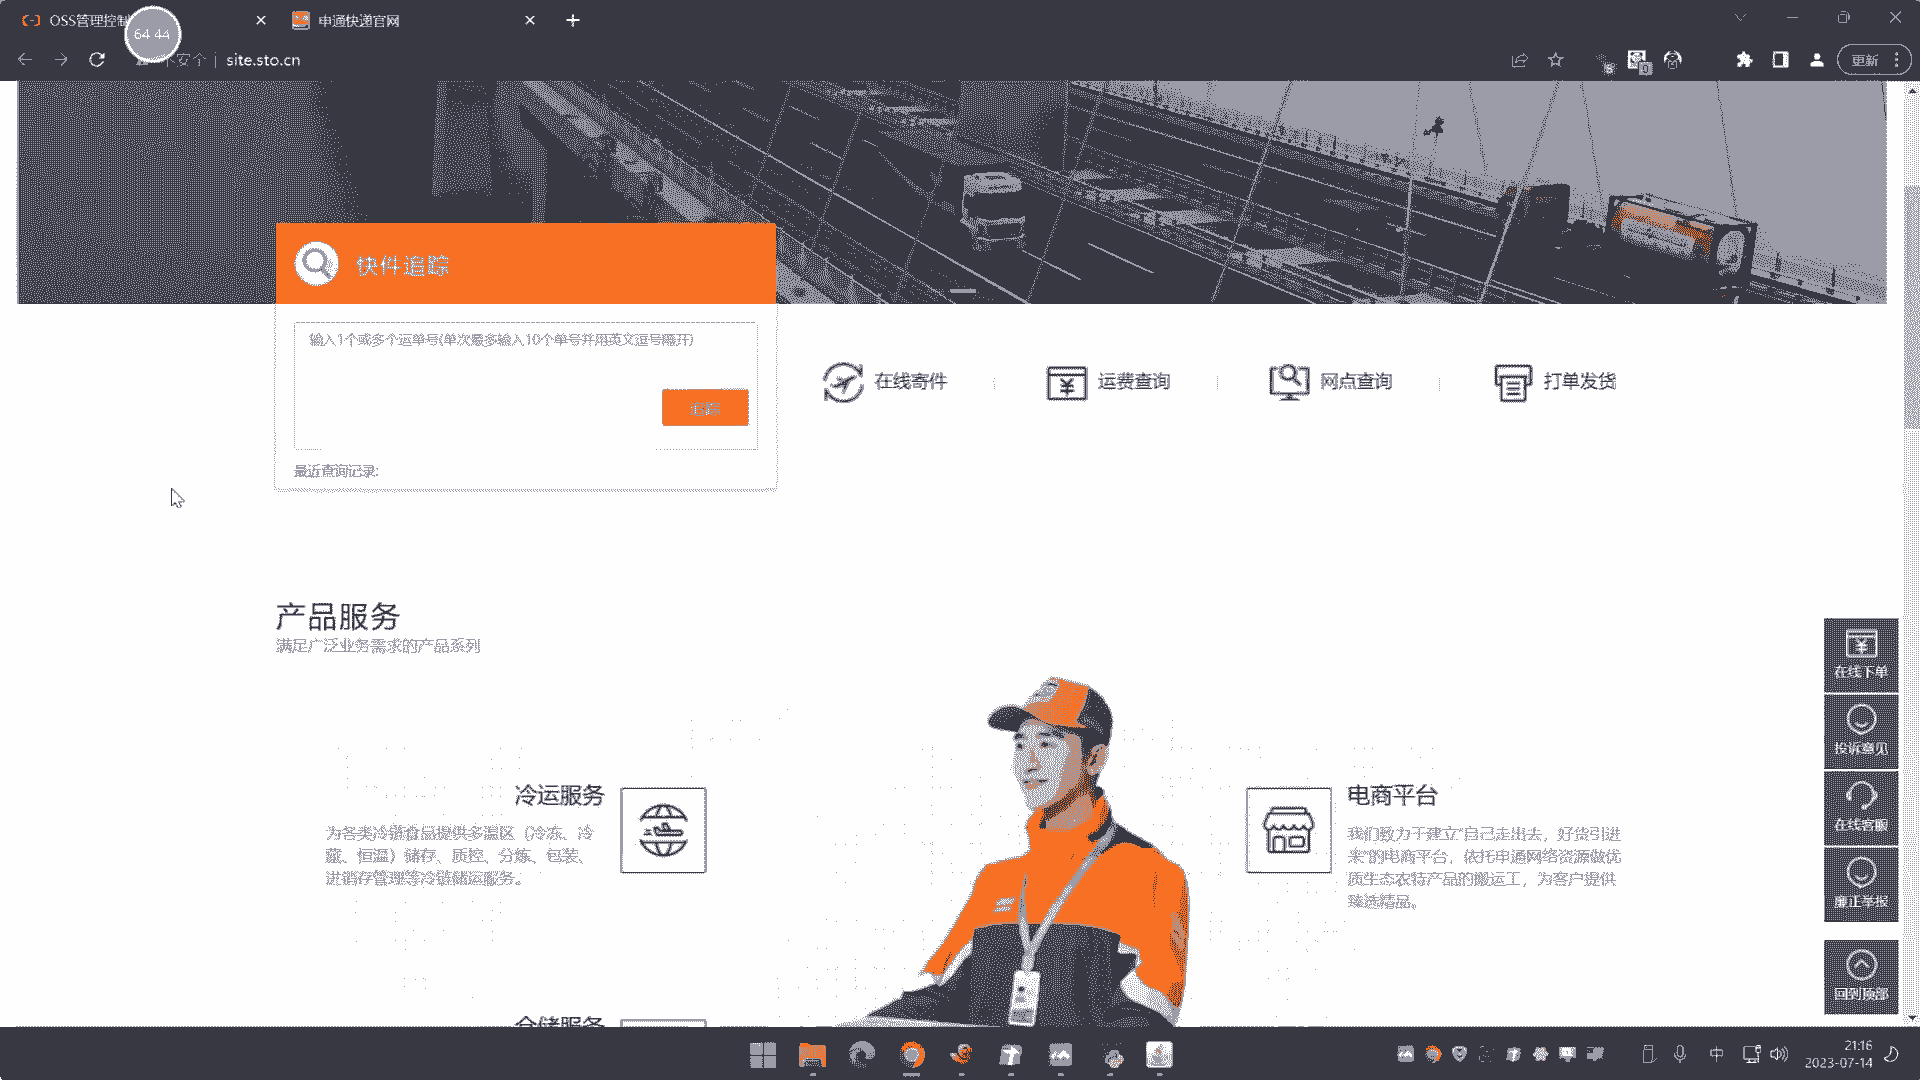 OSS管理控制
64 44
申通快递官网
不安全
site.sto.cn
更新
快件追踪
输入1个或多个运单号(单次最多输入10个单号并用英文逗号隔开)
追踪
最近查询记录:
在线寄件
运费查询
网点查询
打单发货
产品服务
满足广泛业务需求的产品系列
冷运服务
为各类冷链食品提供多温区（冷冻、冷
藏、恒温）储存、质控、分拣、包装、
进销存管理等冷链储运服务。
电商平台
我们致力于建立“自己走出去，好货引进
来”的电商平台，依托申通网络资源做优
质生态农特产品的搬运工，为客户提供
臻选精品。
仓储服务
在线下单
投诉意见
在线客服
廉正举报
回到顶部
中
21:16
2023-07-14